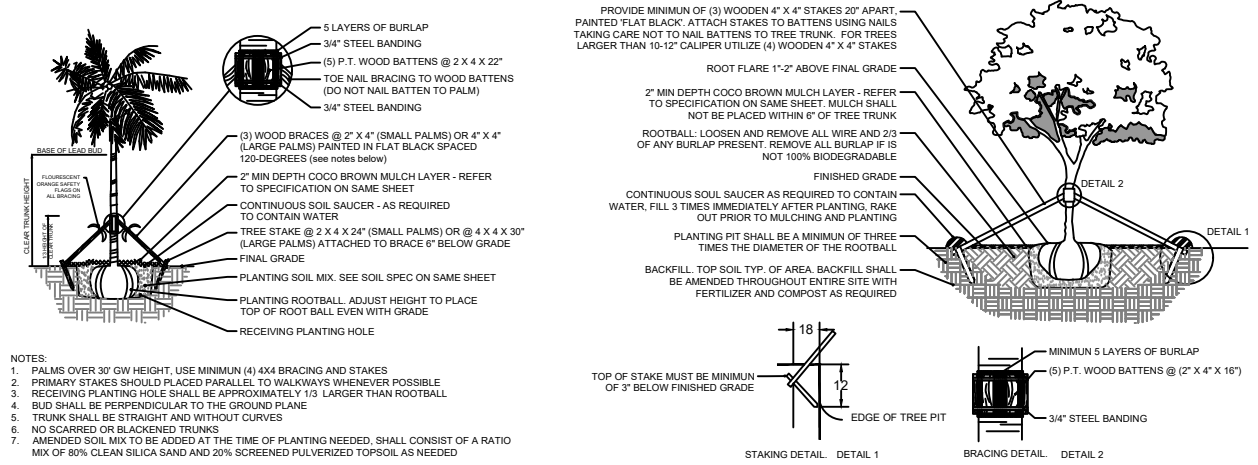 5 LAYERS OF BURLAP
3/4" STEEL BANDING
(5) P.T. WOOD BATTENS @ 2 X 4 X 22"
TOE NAIL BRACING TO WOOD BATTENS
(DO NOT NAIL BATTEN TO PALM)
3/4" STEEL BANDING
(3) WOOD BRACES @ 2" X 4" (SMALL PALMS) OR 4" X 4"
(LARGE PALMS) PAINTED IN FLAT BLACK SPACED
120-DEGREES (see notes below)
2" MIN DEPTH COCO BROWN MULCH LAYER - REFER
TO SPECIFICATION ON SAME SHEET
CONTINUOUS SOIL SAUCER - AS REQUIRED
TO CONTAIN WATER
TREE STAKE @ 2 X 4 X 24" (SMALL PALMS) OR @ 4 X 4 X 30"
(LARGE PALMS) ATTACHED TO BRACE 6" BELOW GRADE
FINAL GRADE
PLANTING SOIL MIX. SEE SOIL SPEC ON SAME SHEET
PLANTING ROOTBALL. ADJUST HEIGHT TO PLACE
TOP OF ROOT BALL EVEN WITH GRADE
RECEIVING PLANTING HOLE
BASE OF LEAD BUD
FLOURESCENT
ORANGE SAFETY
FLAGS ON
ALL BRACING
CLEAR TRUNK HEIGHT
CLEAR TRUNK
NOTES:
1. PALMS OVER 30' GW HEIGHT, USE MINIMUN (4) 4X4 BRACING AND STAKES
2. PRIMARY STAKES SHOULD PLACED PARALLEL TO WALKWAYS WHENEVER POSSIBLE
3. RECEIVING PLANTING HOLE SHALL BE APPROXIMATELY 1/3 LARGER THAN ROOTBALL
4. BUD SHALL BE PERPENDICULAR TO THE GROUND PLANE
5. TRUNK SHALL BE STRAIGHT AND WITHOUT CURVES
6. NO SCARRED OR BLACKENED TRUNKS
7. AMENDED SOIL MIX TO BE ADDED AT THE TIME OF PLANTING NEEDED, SHALL CONSIST OF A RATIO
MIX OF 80% CLEAN SILICA SAND AND 20% SCREENED PULVERIZED TOPSOIL AS NEEDED
PROVIDE MINIMUN OF (3) WOODEN 4" X 4" STAKES 20" APART,
PAINTED 'FLAT BLACK'. ATTACH STAKES TO BATTENS USING NAILS
TAKING CARE NOT TO NAIL BATTENS TO TREE TRUNK. FOR TREES
LARGER THAN 10-12" CALIPER UTILIZE (4) WOODEN 4" X 4" STAKES
ROOT FLARE 1"-2" ABOVE FINAL GRADE
2" MIN DEPTH COCO BROWN MULCH LAYER - REFER
TO SPECIFICATION ON SAME SHEET. MULCH SHALL
NOT BE PLACED WITHIN 6" OF TREE TRUNK
ROOTBALL: LOOSEN AND REMOVE ALL WIRE AND 2/3
OF ANY BURLAP PRESENT. REMOVE ALL BURLAP IF IS
NOT 100% BIODEGRADABLE
FINISHED GRADE
CONTINUOUS SOUL SAUCER AS REQUIRED TO CONTAIN
WATER, FILL 3 TIMES IMMEDIATELY AFTER PLANTING, RAKE
OUT PRIOR TO MULCHING AND PLANTING
PLANTING PIT SHALL BE A MINIMUN OF THREE
TIMES THE DIAMETER OF THE ROOTBALL
BACKFILL. TOP SOIL TYP. OF AREA. BACKFILL SHALL
BE AMENDED THROUGHOUT ENTIRE SITE WITH
FERTILIZER AND COMPOST AS REQUIRED
DETAIL 2
DETAIL 1
18
TOP OF STAKE MUST BE MINIMUN
OF 3" BELOW FINISHED GRADE
12
EDGE OF TREE PIT
STAKING DETAIL. DETAIL 1
MINIMUN 5 LAYERS OF BURLAP
(5) P.T. WOOD BATTENS @ (2" X 4" X 16")
3/4" STEEL BANDING
BRACING DETAIL. DETAIL 2